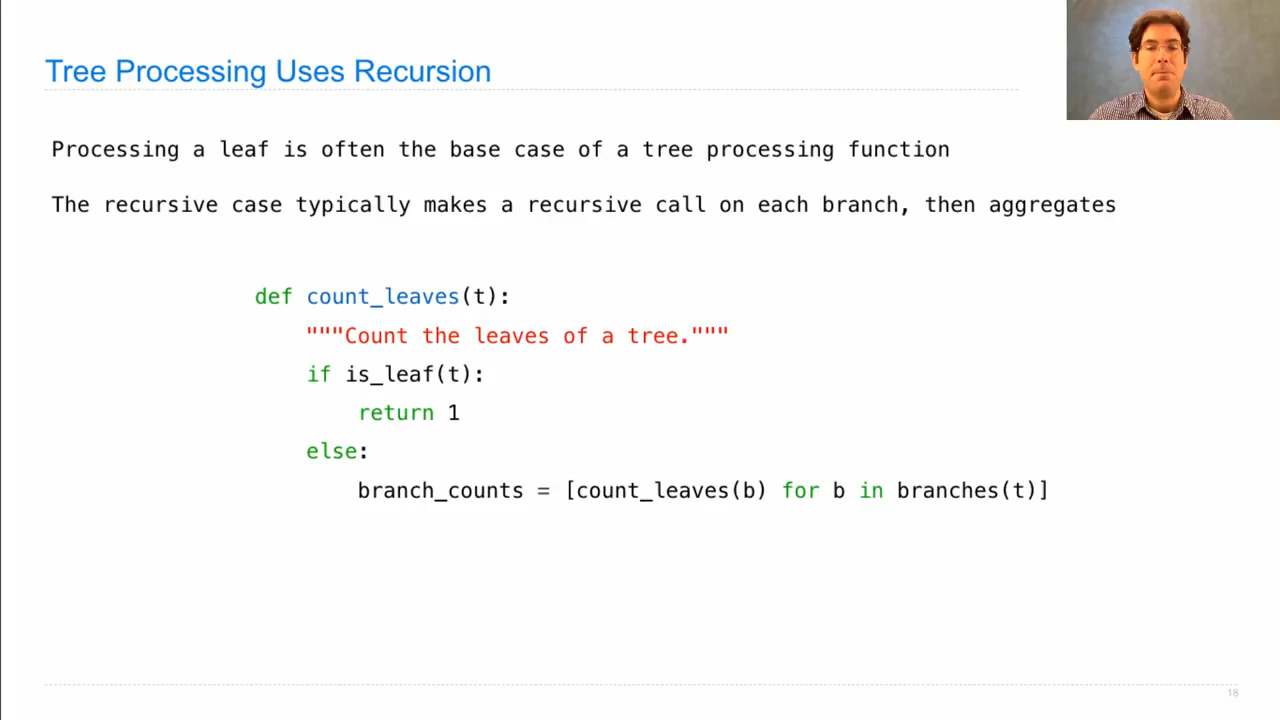 Tree Processing Uses Recursion
Processing a leaf is often the base case of a tree processing function
The recursive case typically makes a recursive call on each branch, then aggregates
def count_leaves(t):
"""Count the leaves of a tree."""
if is_leaf(t):
return 1
else:
branch_counts = [count_leaves(b) for b in branches(t)]
18